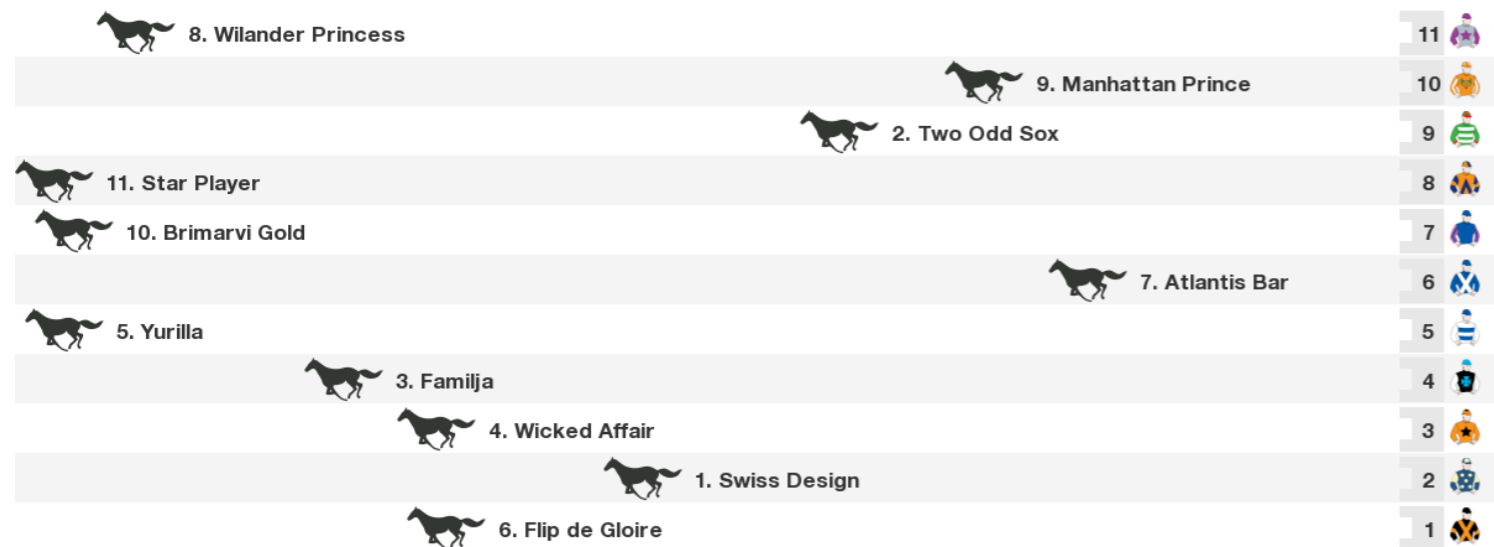 8. Wilander Princess 11
9. Manhattan Prince 10
2. Two Odd Sox 9
11. Star Player 8
10. Brimarvi Gold 7
7. Atlantis Bar 6
5. Yurilla 5
3. Familja 4
4. Wicked Affair 3
1. Swiss Design 2
6. Flip de Gloire 1